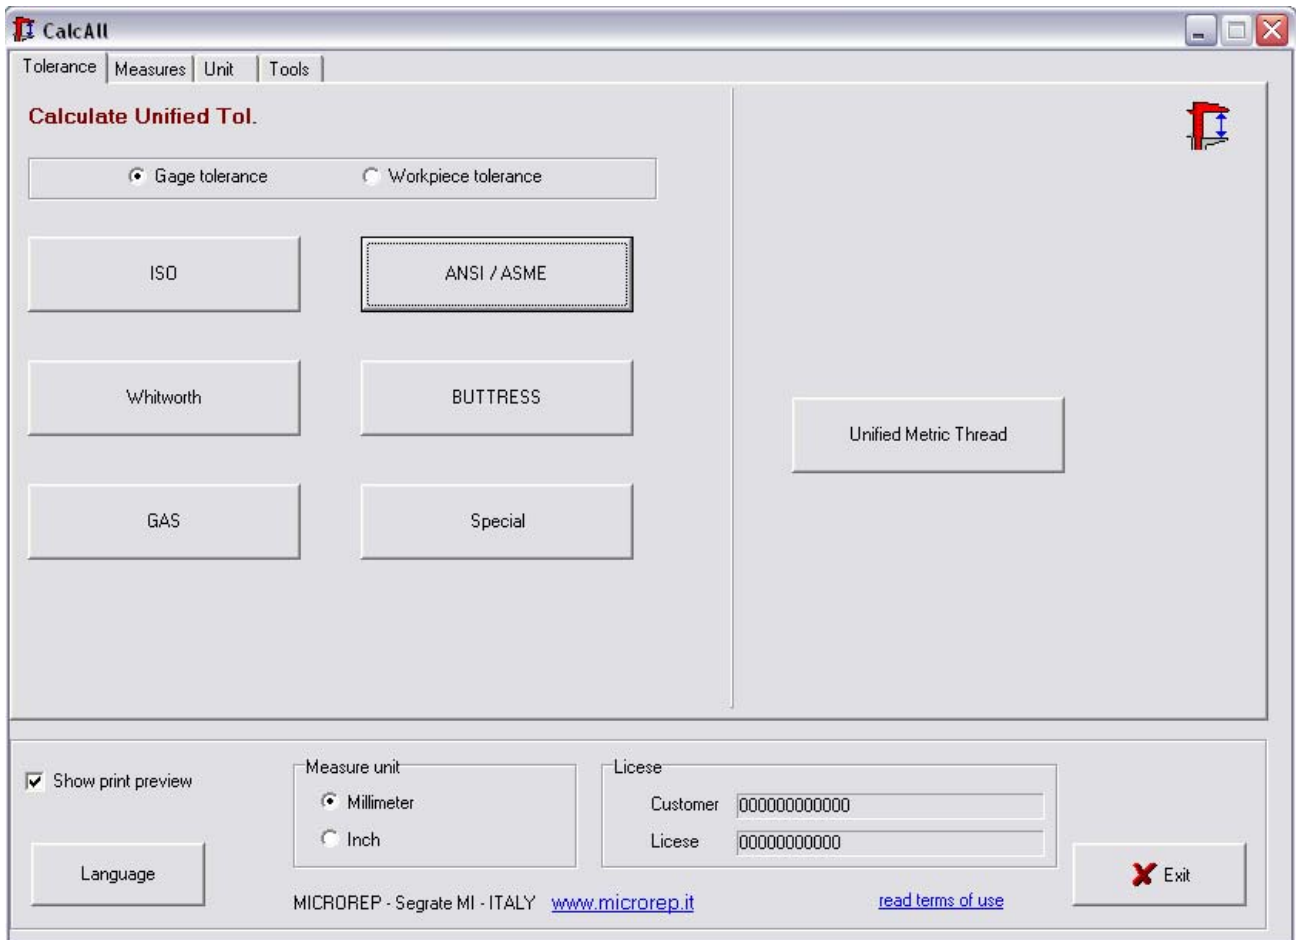 CalcAll
Tolerance Measures Unit Tools
Calculate Unified Tol.
Gage tolerance Workpiece tolerance
ISO ANSI / ASME
Whitworth BUTTRESS
Unified Metric Thread
GAS Special
Show print preview
Measure unit
Millimeter
Inch
Licese
Customer 000000000000
Licese 00000000000
Language
Exit
MICROREP - Segrate MI - ITALY www.microrep.it read terms of use